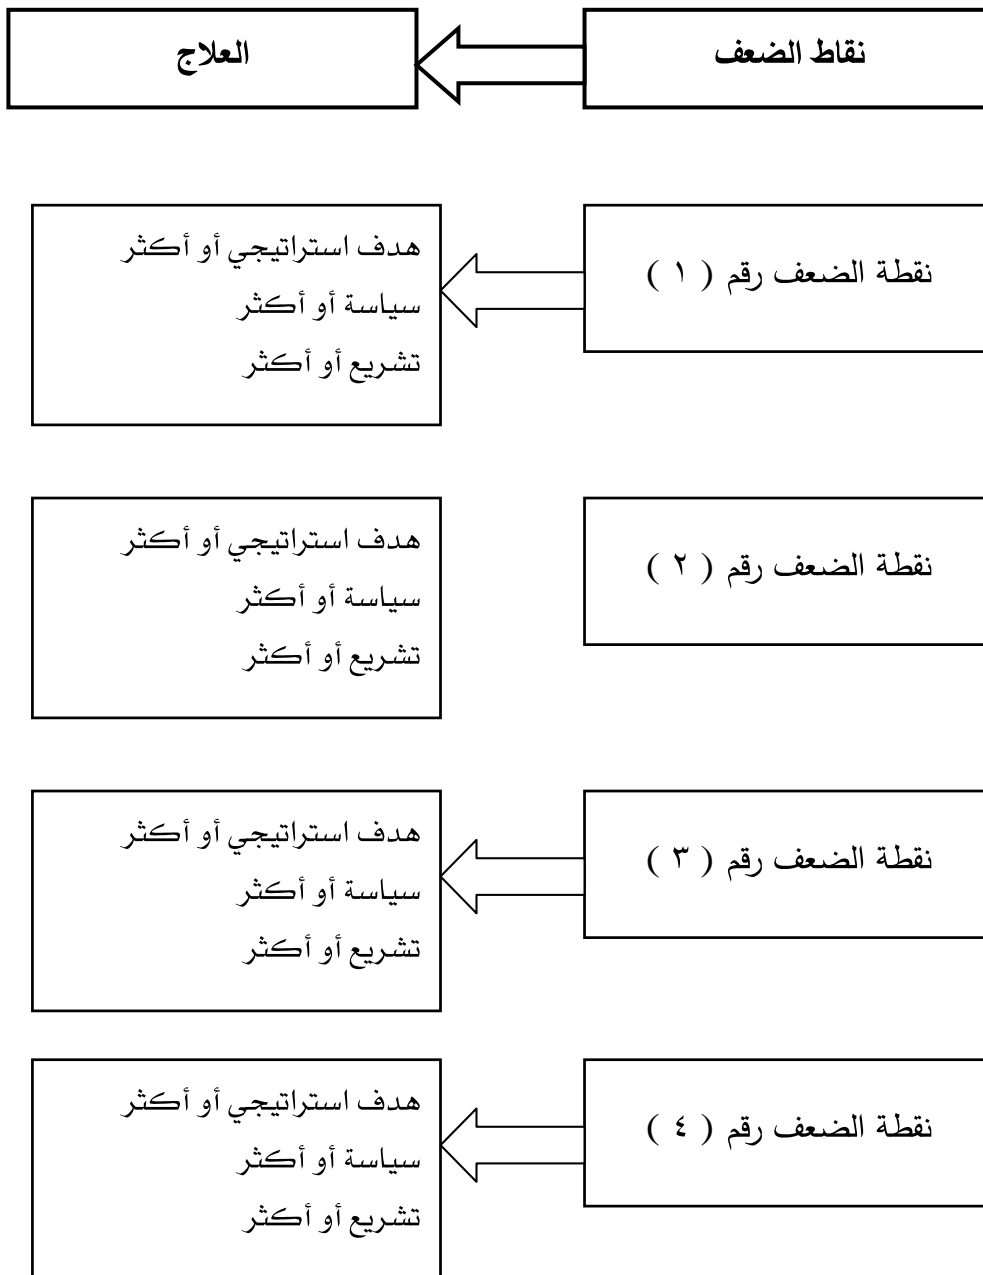 نقاط الضعف
العلاج
نقطة الضعف رقم ( ١ )
هدف استراتيجي أو أكثر
سياسة أو أكثر
تشريع أو أكثر
نقطة الضعف رقم ( ٢ )
هدف استراتيجي أو أكثر
سياسة أو أكثر
تشريع أو أكثر
نقطة الضعف رقم ( ٣ )
هدف استراتيجي أو أكثر
سياسة أو أكثر
تشريع أو أكثر
نقطة الضعف رقم ( ٤ )
هدف استراتيجي أو أكثر
سياسة أو أكثر
تشريع أو أكثر